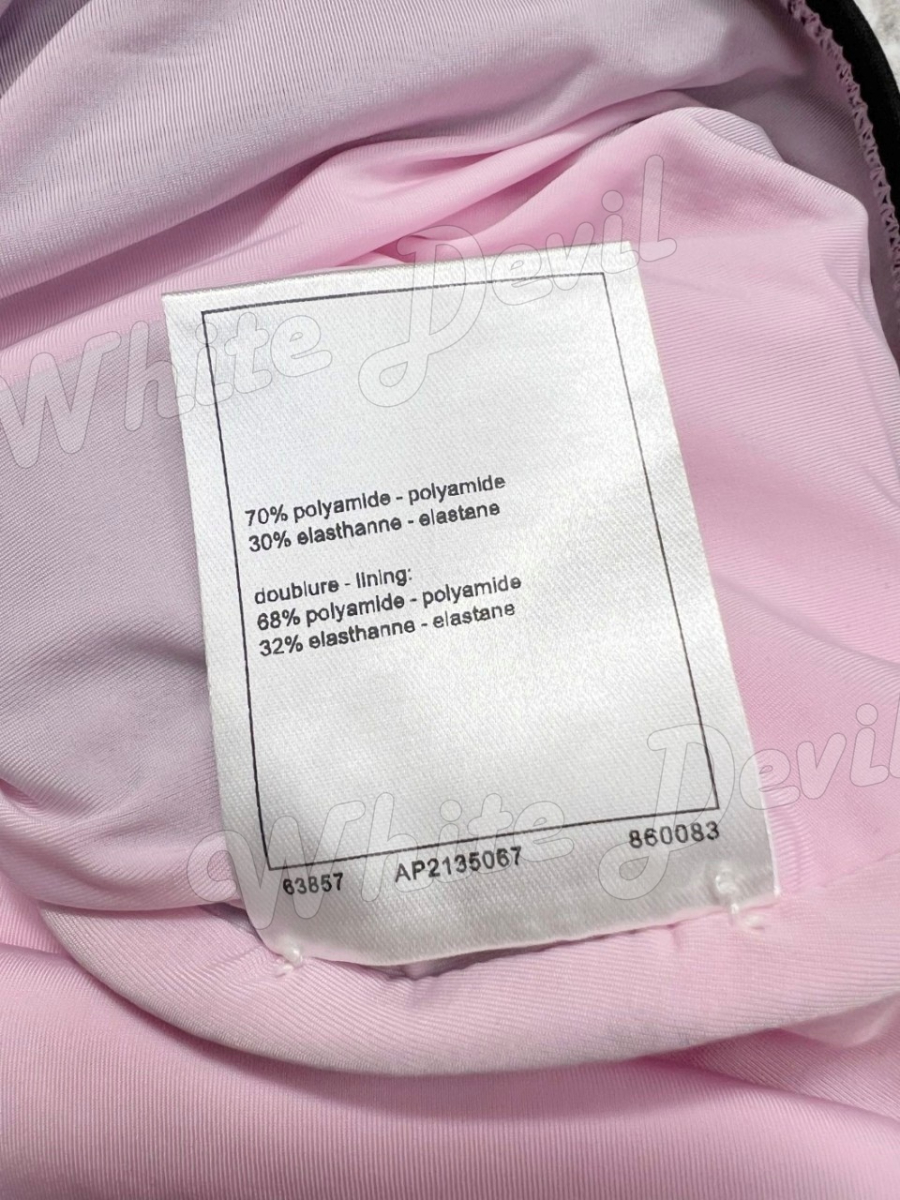 White Devil
70% polyamide - polyamide
30% elasthanne - elastane
doublure - lining:
68% polyamide - polyamide
32% elasthanne - elastane
White Devil
63857 AP2135067 860083